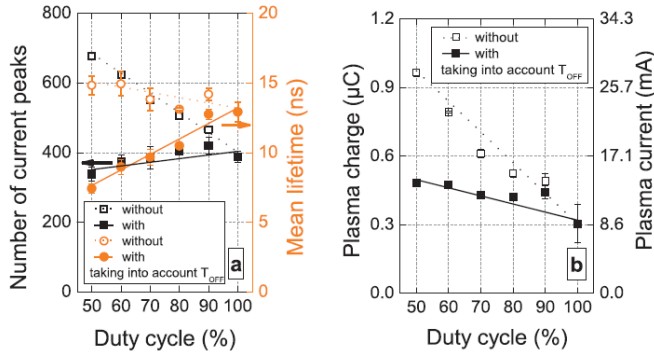 800
600
400
200
0
Number of current peaks
20
15
10
5
0
Mean lifetime (ns)
without
with
without
with
taking into account TOFF
a
50 60 70 80 90 100
Duty cycle (%)
1.2
0.9
0.6
0.3
0.0
Plasma charge (µC)
34.3
25.7
17.1
8.6
0.0
Plasma current (mA)
without
with
taking into account TOFF
b
50 60 70 80 90 100
Duty cycle (%)